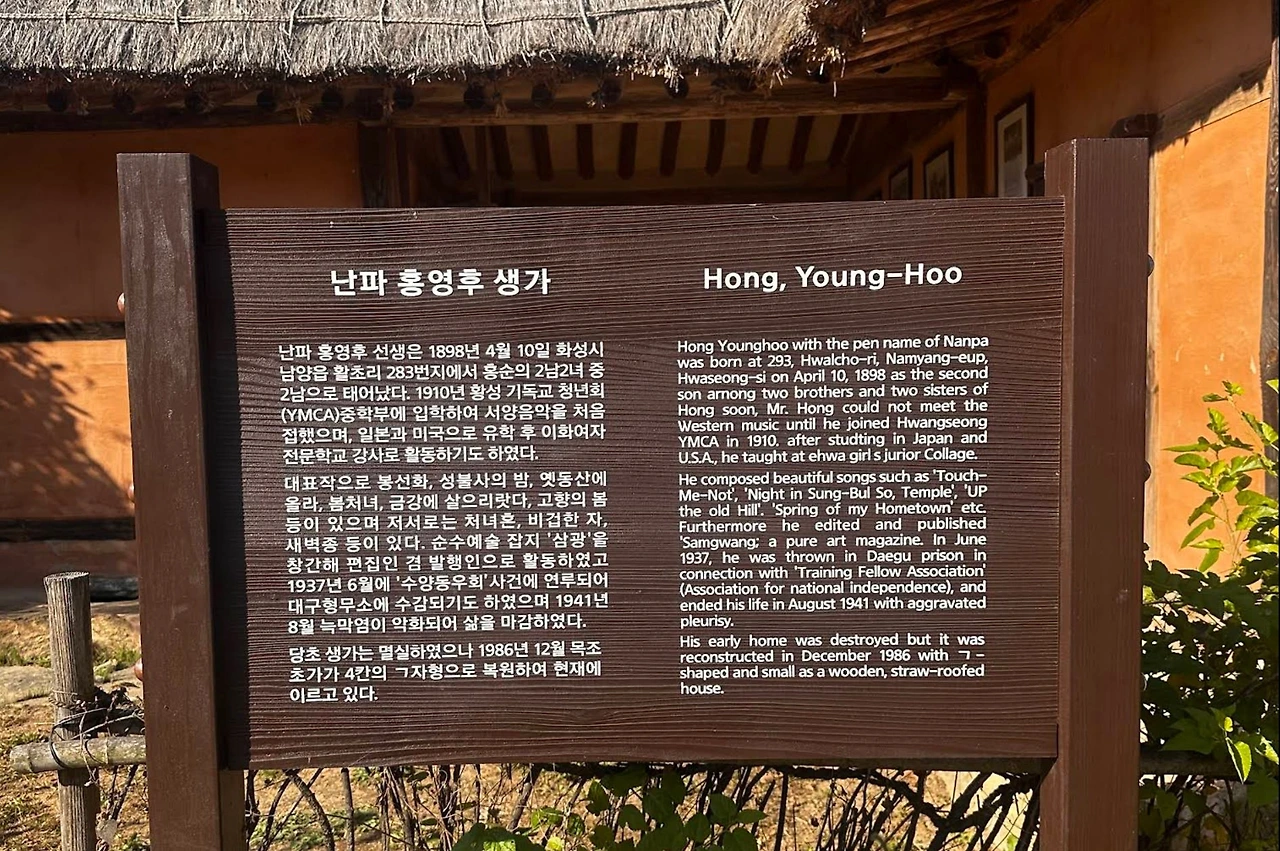 난파 홍영후 생가
난파 홍영후 선생은 1898년 4월 10일 화성시
남양읍 활초리 283번지에서 홍순의 2남2녀 중
2남으로 태어났다. 1910년 황성 기독교 청년회
(YMCA)중학부에 입학하여 서양음악을 처음
접했으며, 일본과 미국으로 유학 후 이화여자
전문학교 강사로 활동하기도 하였다.
대표작으로 봉선화, 성불사의 밤, 옛동산에
올라, 봄처녀, 금강에 살으리랏다, 고향의 봄
등이 있으며 저서로는 처녀혼, 비겁한 자,
새벽종 등이 있다. 순수예술 잡지 '삼광'을
창간해 편집인 겸 발행인으로 활동하였고
1937년 6월에 '수양동우회'사건에 연루되어
대구형무소에 수감되기도 하였으며 1941년
8월 늑막염이 악화되어 삶을 마감하였다.
당초 생가는 멸실하였으나 1986년 12월 목조
초가가 4칸의 ㄱ자형으로 복원하여 현재에
이르고 있다.
Hong, Young-Hoo
Hong Younghoo with the pen name of Nanpa
was born at 293, Hwalcho-ri, Namyang-eup,
Hwaseong-si on April 10, 1898 as the second
son arnong two brothers and two sisters of
Hong soon, Mr. Hong could not meet the
Western music until he joined Hwangseong
YMCA in 1910. after studting in Japan and
U.S.A., he taught at ehwa girl s jurior Collage.
He composed beautiful songs such as 'Touch-
Me-Not', 'Night in Sung-Bul So, Temple', 'UP
the old Hill'. 'Spring of my Hometown' etc.
Furthermore he edited and published
'Samgwang; a pure art magazine. In June
1937, he was thrown in Daegu prison in
connection with 'Training Fellow Association'
(Association for national independence), and
ended his life in August 1941 with aggravated
pleurisy.
His early home was destroyed but it was
reconstructed in December 1986 with ㄱ -
shaped and small as a wooden, straw-roofed
house.